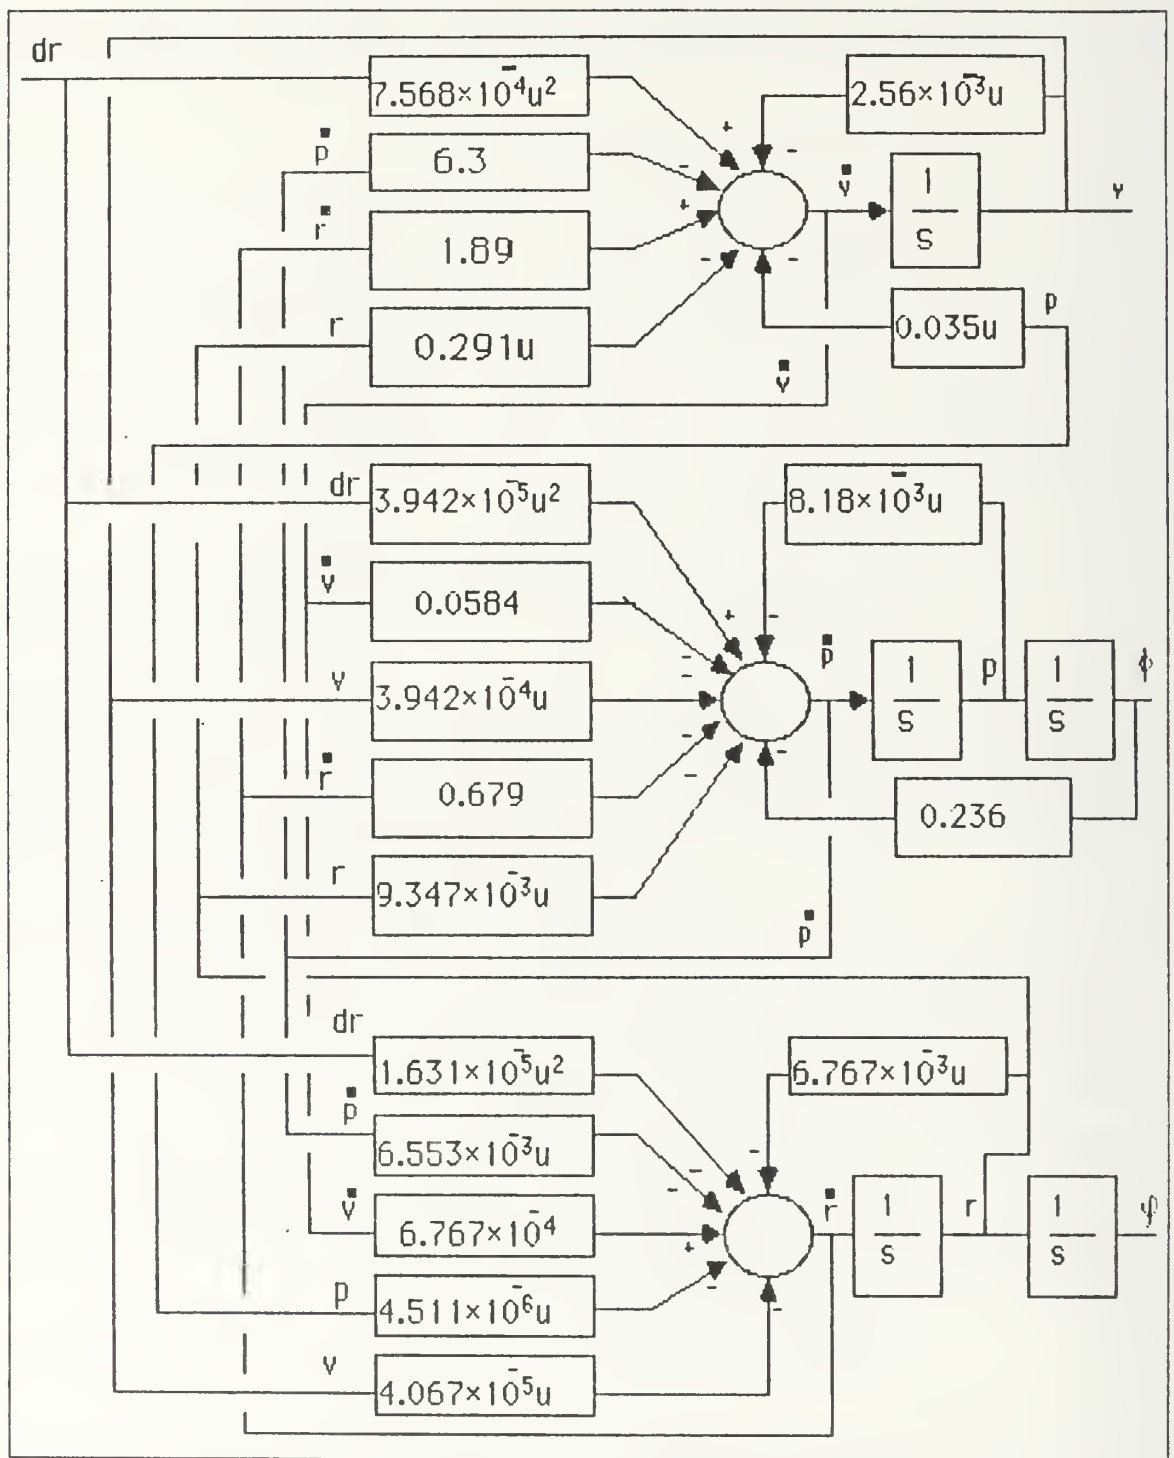 dr
7.568×10⁻⁴u²
+
2.56×10⁻³u
-
p̈
6.3
-
v̈
1
s
v
r̈
1.89
+
r
0.291u
-
-
0.035u
p
v̈
dr
3.942×10⁻⁵u²
+
8.18×10⁻³u
-
v̈
0.0584
-
p̈
1
s
p
1
s
ϕ
v
3.942×10⁻⁴u
-
r̈
0.679
-
-
0.236
r
9.347×10⁻³u
-
p̈
dr
1.631×10⁻⁵u²
-
6.767×10⁻³u
-
p̈
6.553×10⁻³u
-
v̈
6.767×10⁻⁴
+
r̈
1
s
r
1
s
ψ
p
4.511×10⁻⁶u
-
-
v
4.067×10⁻⁵u